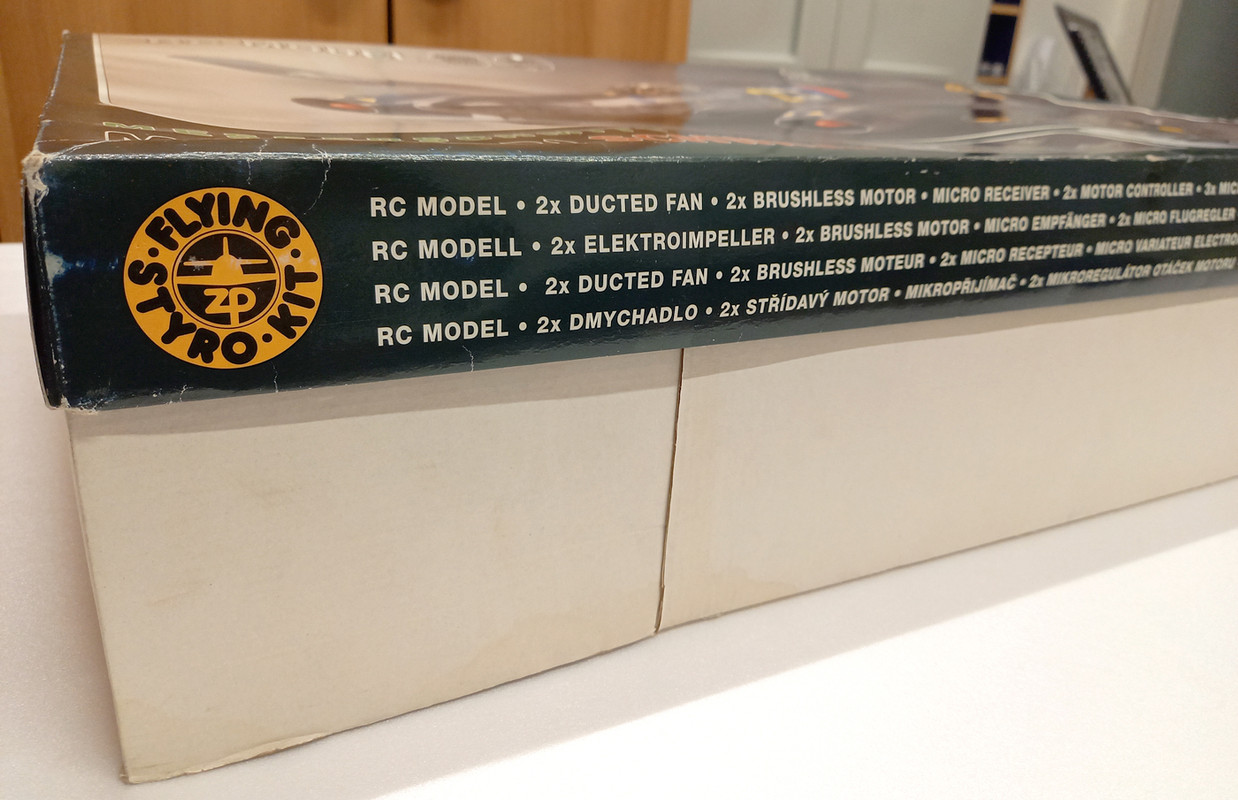 FLYING · KIT · STYRO ·
zp
RC MODEL • 2x DUCTED FAN • 2x BRUSHLESS MOTOR • MICRO RECEIVER • 2x MOTOR CONTROLLER • 3x
RC MODELL • 2x ELEKTROIMPELLER • 2x BRUSHLESS MOTOR • MICRO EMPFÄNGER • 2x MICRO FLUGREGLER
RC MODEL • 2x DUCTED FAN • 2x BRUSHLESS MOTEUR • 2x MICRO RECEPTEUR • MICRO VARIATEUR
RC MODEL • 2x DMYCHADLO • 2x STŘÍDAVÝ MOTOR • MIKROPŘIJÍMAČ • 2x MIKROREGULÁTOR OTÁČEK MOTORU